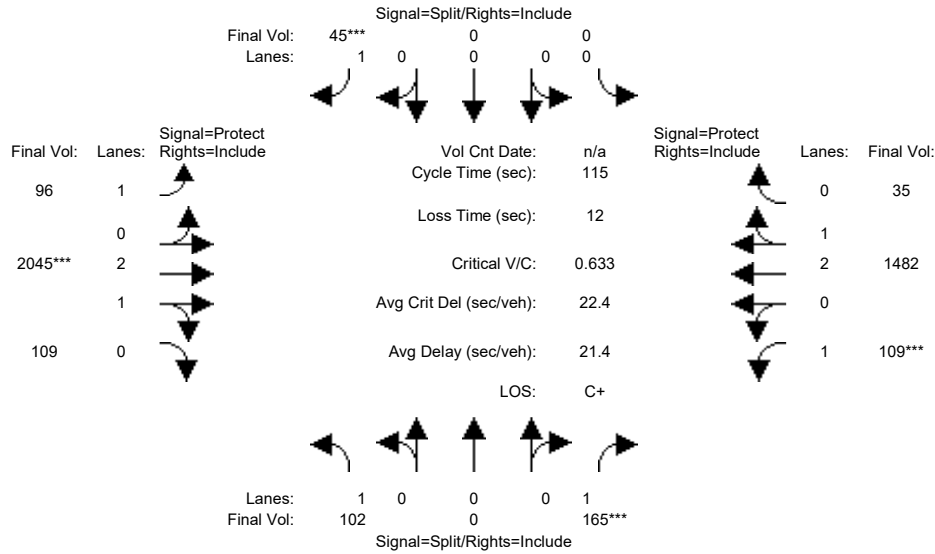 Signal=Split/Rights=Include
Final Vol: 45*** 0 0
Lanes: 1 0 0 0 0
Signal=Protect
Final Vol: Lanes: Rights=Include
Vol Cnt Date: n/a
Signal=Protect
Rights=Include Lanes: Final Vol:
Cycle Time (sec): 115
96 1
0 35
Loss Time (sec): 12
0
1
2045*** 2
Critical V/C: 0.633
2 1482
1
Avg Crit Del (sec/veh): 22.4
0
109 0
Avg Delay (sec/veh): 21.4
1 109***
LOS: C+
Lanes: 1 0 0 0 1
Final Vol: 102 0 165***
Signal=Split/Rights=Include